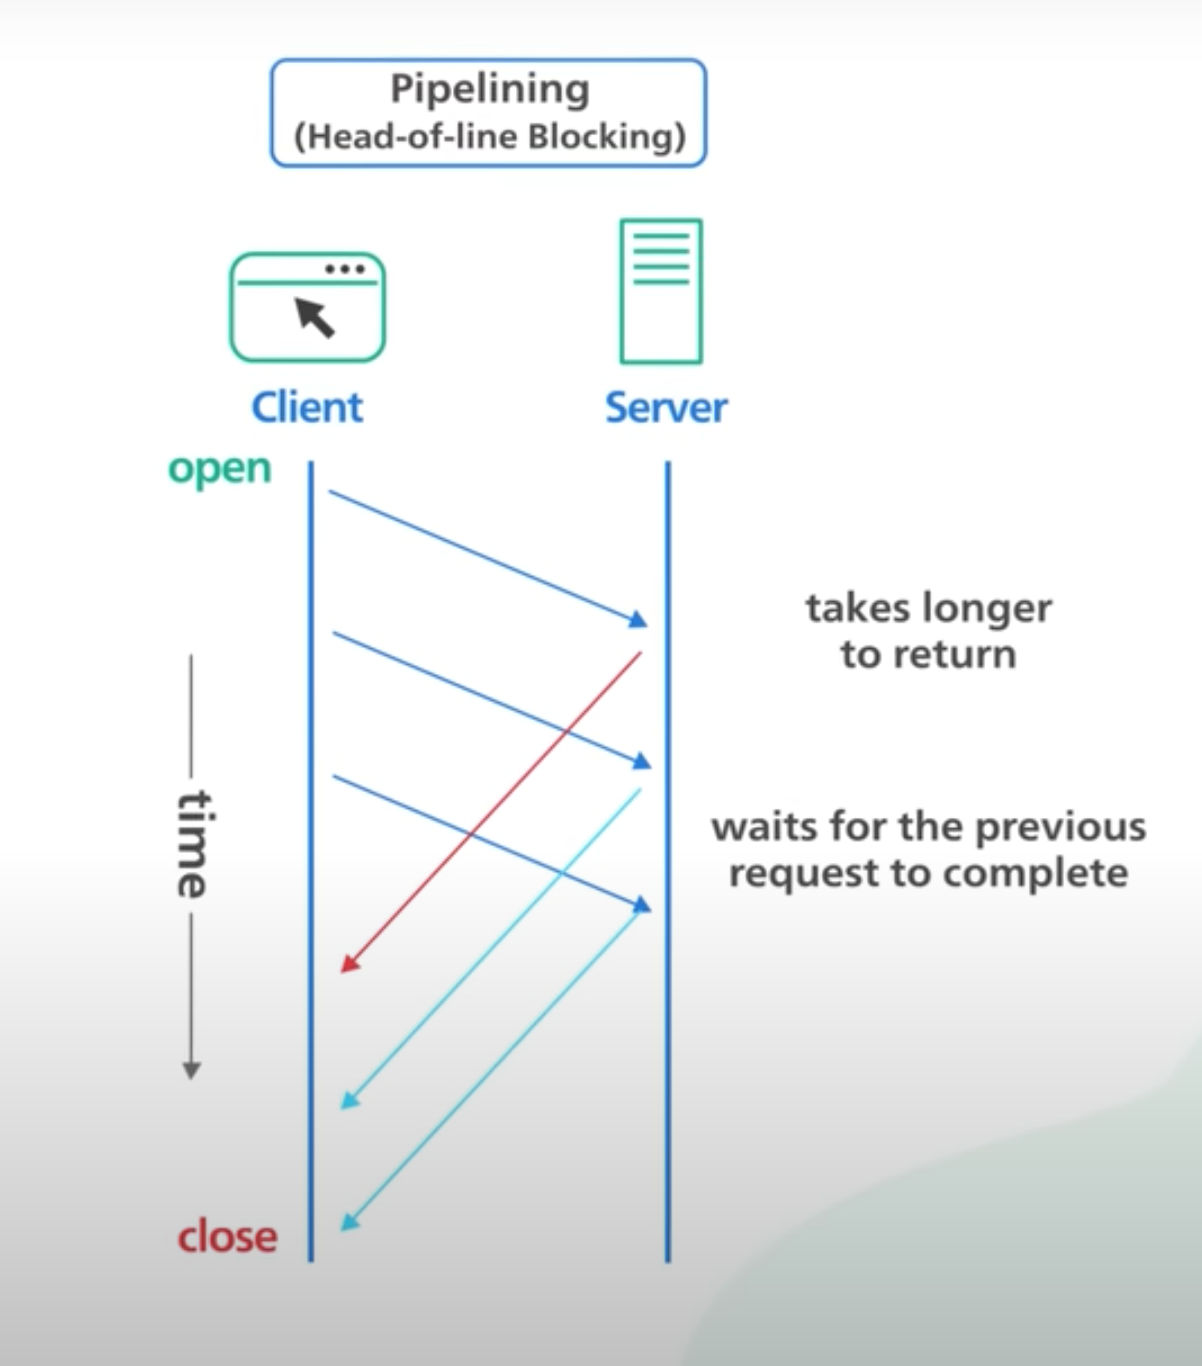 Pipelining
(Head-of-line Blocking)
Client
Server
open
takes longer
to return
time
waits for the previous
request to complete
close